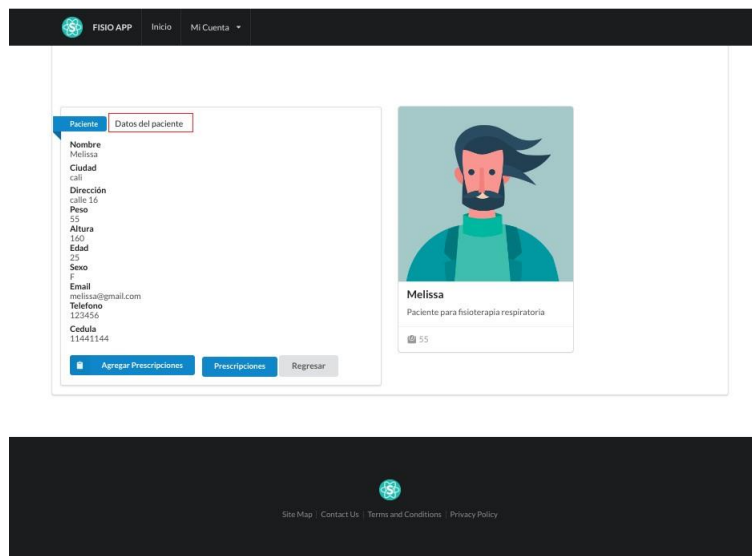 FISIO APP Inicio Mi Cuenta
Paciente Datos del paciente
Nombre
Melissa
Ciudad
cali
Dirección
calle 16
Peso
55
Altura
160
Edad
25
Sexo
F
Email
melissa@gmail.com
Telefono
123456
Cedula
11441144
Agregar Prescripciones Prescripciones Regresar
Melissa
Paciente para fisioterapia respiratoria
55
S
Site Map Contact Us Terms and Conditions Privacy Policy